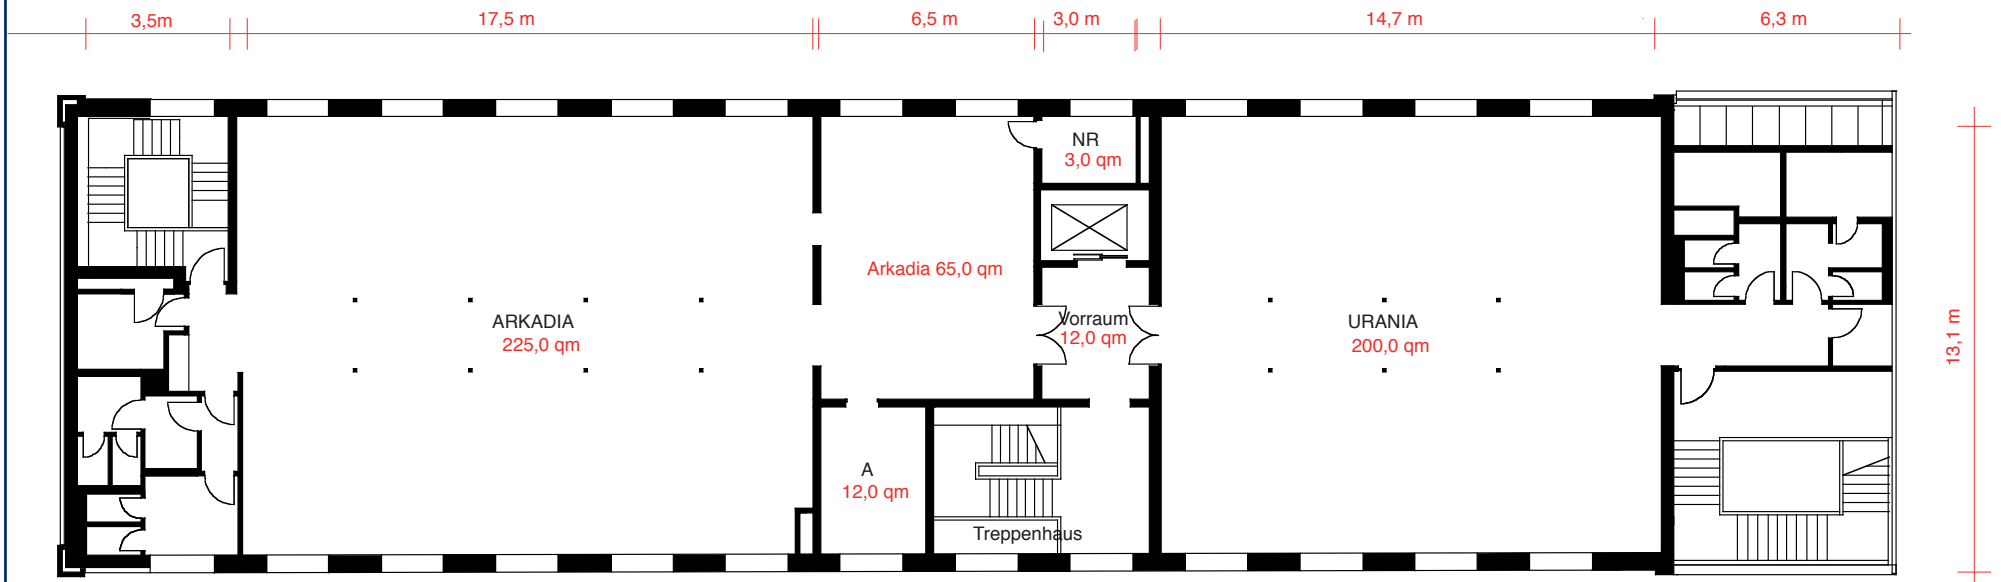 3,5m
17,5 m
6,5 m
3,0 m
14,7 m
6,3 m
NR
3,0 qm
Arkadia 65,0 qm
ARKADIA
225,0 qm
Vorraum
12,0 qm
URANIA
200,0 qm
13,1 m
A
12,0 qm
Treppenhaus